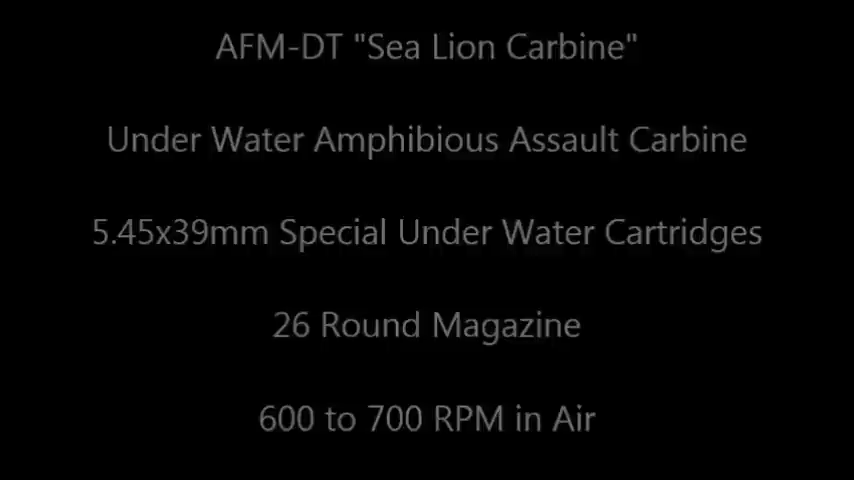 AFM-DT "Sea Lion Carbine"
Under Water Amphibious Assault Carbine
5.45x39mm Special Under Water Cartridges
26 Round Magazine
600 to 700 RPM in Air